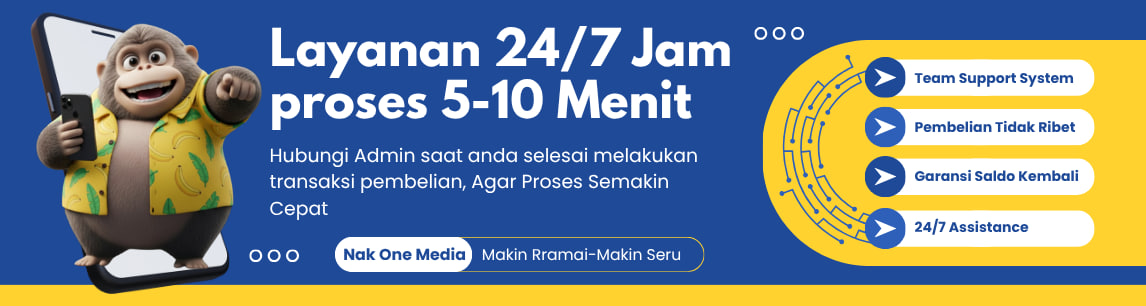 Layanan 24/7 Jam
proses 5-10 Menit
Hubungi Admin saat anda selesai melakukan
transaksi pembelian, Agar Proses Semakin
Cepat
Nak One Media Makin Rramai-Makin Seru
Team Support System
Pembelian Tidak Ribet
Garansi Saldo Kembali
24/7 Assistance